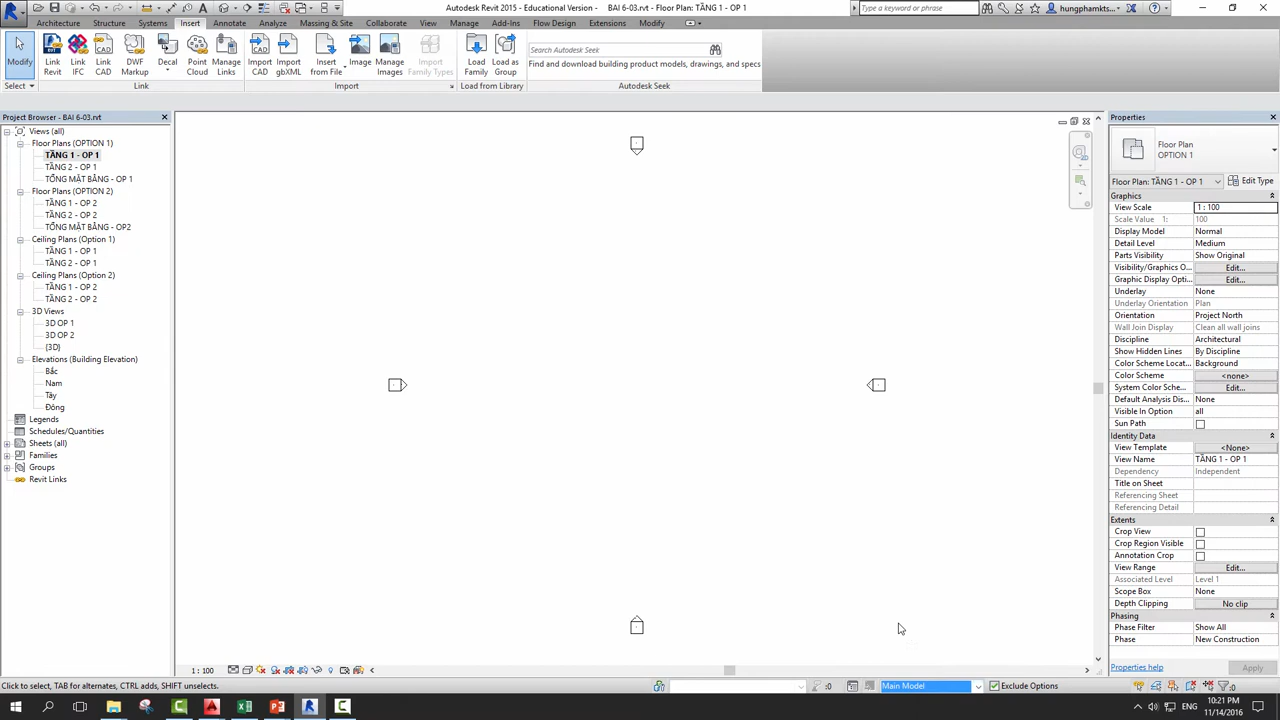 Autodesk Revit 2015 - Educational Version - BAI 6-03.rvt - Floor Plan: TẦNG 1 - OP 1
Type a keyword or phrase
hungphamkts...
Architecture Structure Systems Insert Annotate Analyze Massing & Site Collaborate View Manage Add-Ins Flow Design Extensions Modify
Modify
Link Revit
Link IFC
Link CAD
DWF Markup
Decal
Point Cloud
Manage Links
Import CAD
Import gbXML
Insert from File
Image
Manage Images
Import Family Types
Load Family
Load as Group
Search Autodesk Seek
Find and download building product models, drawings, and specs
Select
Link
Import
Load from Library
Autodesk Seek
Project Browser - BAI 6-03.rvt
Views (all)
Floor Plans (OPTION 1)
TẦNG 1 - OP 1
TẦNG 2 - OP 1
TỔNG MẶT BẰNG - OP 1
Floor Plans (OPTION 2)
TẦNG 1 - OP 2
TẦNG 2 - OP 2
TỔNG MẶT BẰNG - OP2
Ceiling Plans (Option 1)
TẦNG 1 - OP 1
TẦNG 2 - OP 1
Ceiling Plans (Option 2)
TẦNG 1 - OP 2
TẦNG 2 - OP 2
3D Views
3D OP 1
3D OP 2
{3D}
Elevations (Building Elevation)
Bắc
Nam
Tây
Đông
Legends
Schedules/Quantities
Sheets (all)
Families
Groups
Revit Links
Properties
Floor Plan
OPTION 1
Floor Plan: TẦNG 1 - OP 1
Edit Type
Graphics
View Scale 1 : 100
Scale Value 1: 100
Display Model Normal
Detail Level Medium
Parts Visibility Show Original
Visibility/Graphics O... Edit...
Graphic Display Opti... Edit...
Underlay None
Underlay Orientation Plan
Orientation Project North
Wall Join Display Clean all wall joins
Discipline Architectural
Show Hidden Lines By Discipline
Color Scheme Locat... Background
Color Scheme <none>
System Color Sche... Edit...
Default Analysis Dis... None
Visible In Option all
Sun Path
Identity Data
View Template <None>
View Name TẦNG 1 - OP 1
Dependency Independent
Title on Sheet
Referencing Sheet
Referencing Detail
Extents
Crop View
Crop Region Visible
Annotation Crop
View Range Edit...
Associated Level Level 1
Scope Box None
Depth Clipping No clip
Phasing
Phase Filter Show All
Phase New Construction
Properties help
Apply
1 : 100
Click to select, TAB for alternates, CTRL adds, SHIFT unselects.
:0
Main Model
Exclude Options
:0
ENG
10:21 PM
11/14/2016